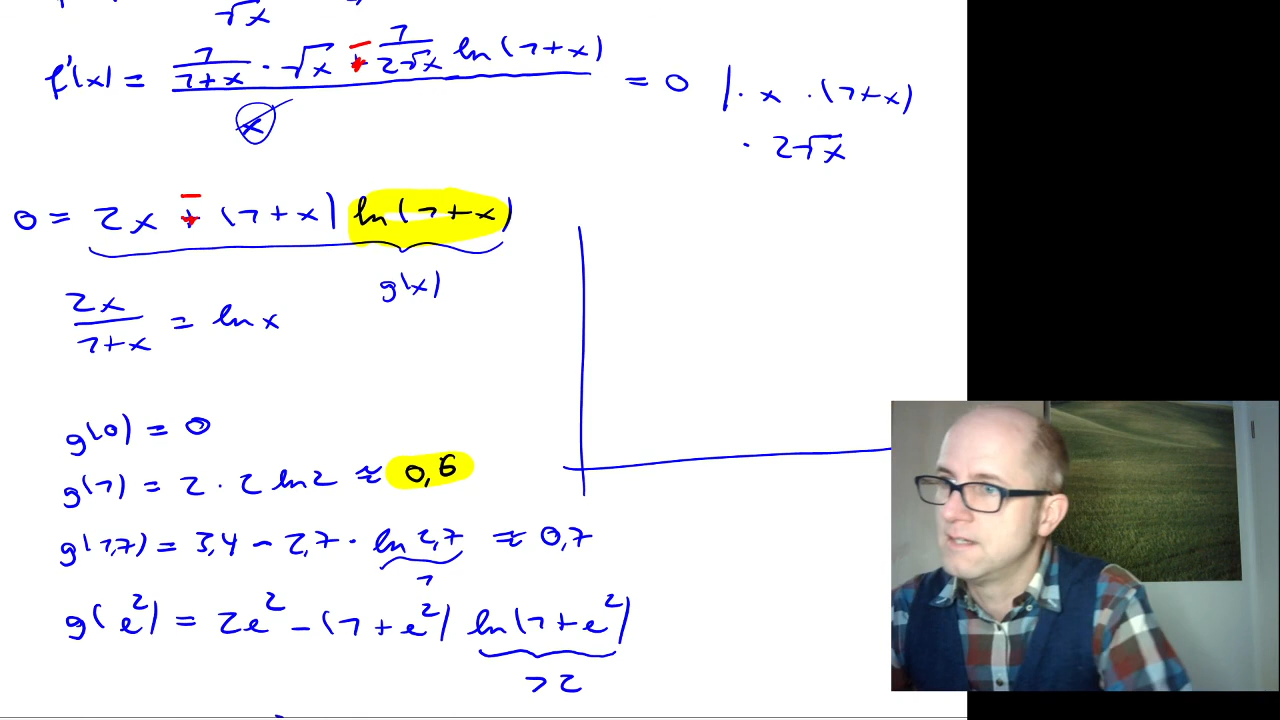 √x
f'(x) = (1/(1+x) · √x - 1/(2√x) ln(1+x)) / x = 0 | · x · (1+x)
· 2√x
0 = 2x - (1+x) ln(1+x)
g(x)
2x/(1+x) = ln x
g(0) = 0
g(1) = 2 · 2 ln 2 ≈ 0,6
g(1,7) = 3,4 - 2,7 · ln 2,7 ≈ 0,7
1
g(e²) = 2e² - (1+e²) ln(1+e²)
> 2